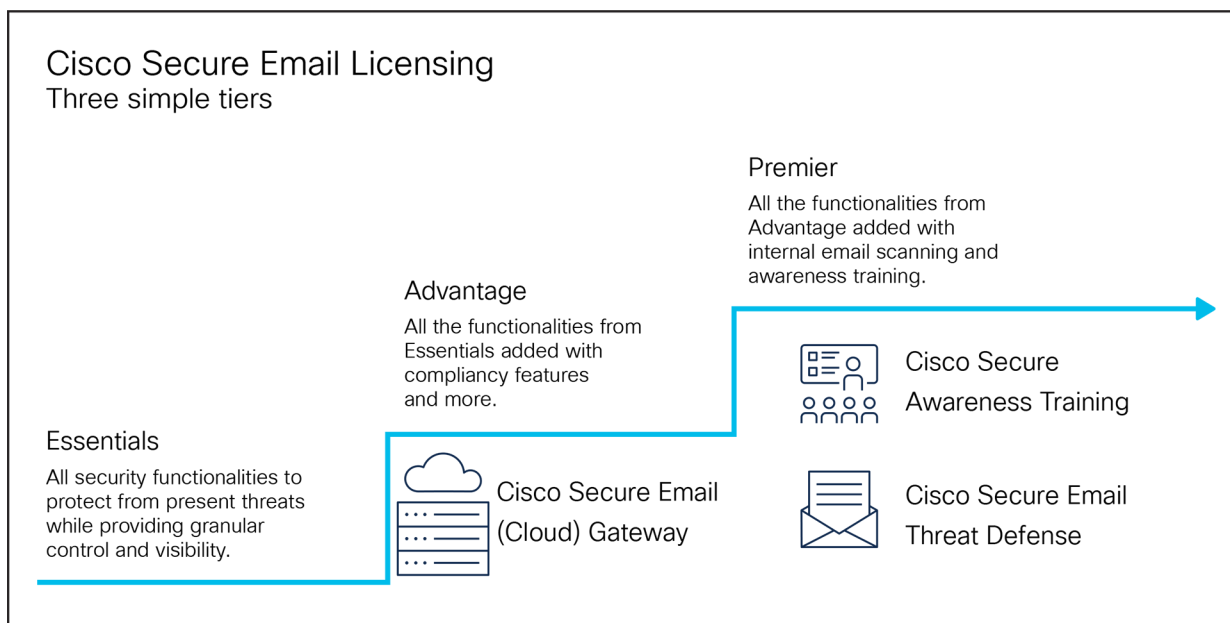 Cisco Secure Email Licensing
Three simple tiers
Essentials
All security functionalities to
protect from present threats
while providing granular
control and visibility.
Advantage
All the functionalities from
Essentials added with
compliancy features
and more.
Cisco Secure Email
(Cloud) Gateway
Premier
All the functionalities from
Advantage added with
internal email scanning and
awareness training.
Cisco Secure
Awareness Training
Cisco Secure Email
Threat Defense